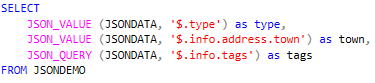 SELECT
JSON_VALUE (JSONDATA, '$.type') as type,
JSON_VALUE (JSONDATA, '$.info.address.town') as town,
JSON_QUERY (JSONDATA, '$.info.tags') as tags
FROM JSONDEMO